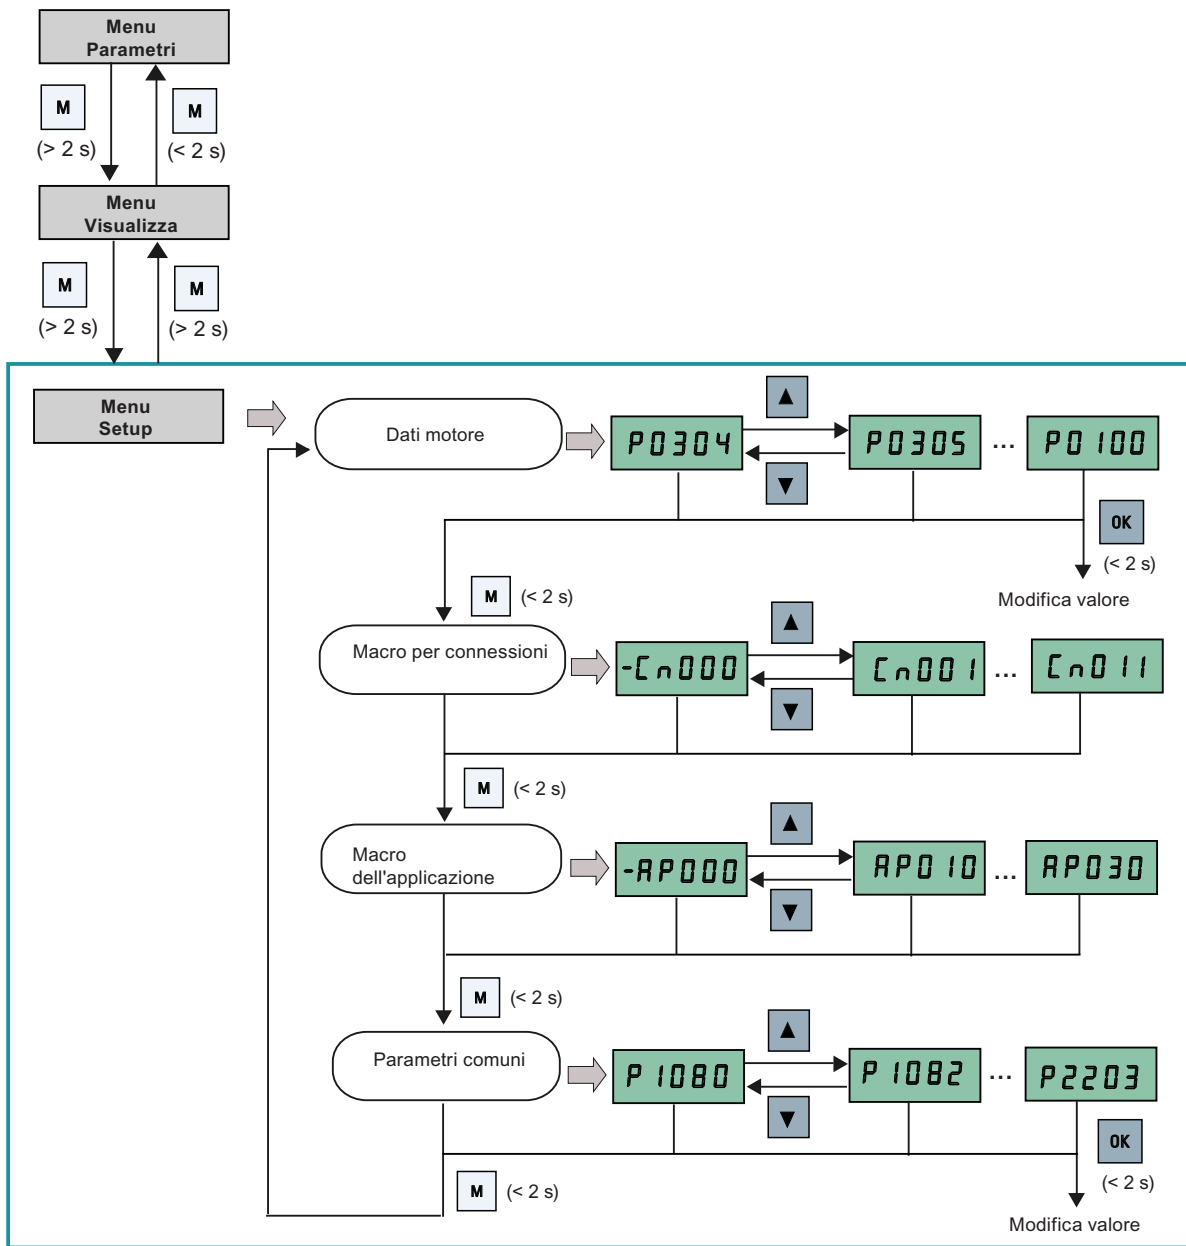 Menu
Parametri
M
(> 2 s)
M
(< 2 s)
Menu
Visualizza
M
(> 2 s)
M
(> 2 s)
Menu
Setup
Dati motore
P0304
P0305
...
P0100
OK
(< 2 s)
Modifica valore
M (< 2 s)
Macro per connessioni
-Cn000
Cn001
...
Cn011
M (< 2 s)
Macro
dell'applicazione
-AP000
AP010
...
AP030
M (< 2 s)
Parametri comuni
P1080
P1082
...
P2203
OK
(< 2 s)
M (< 2 s)
Modifica valore